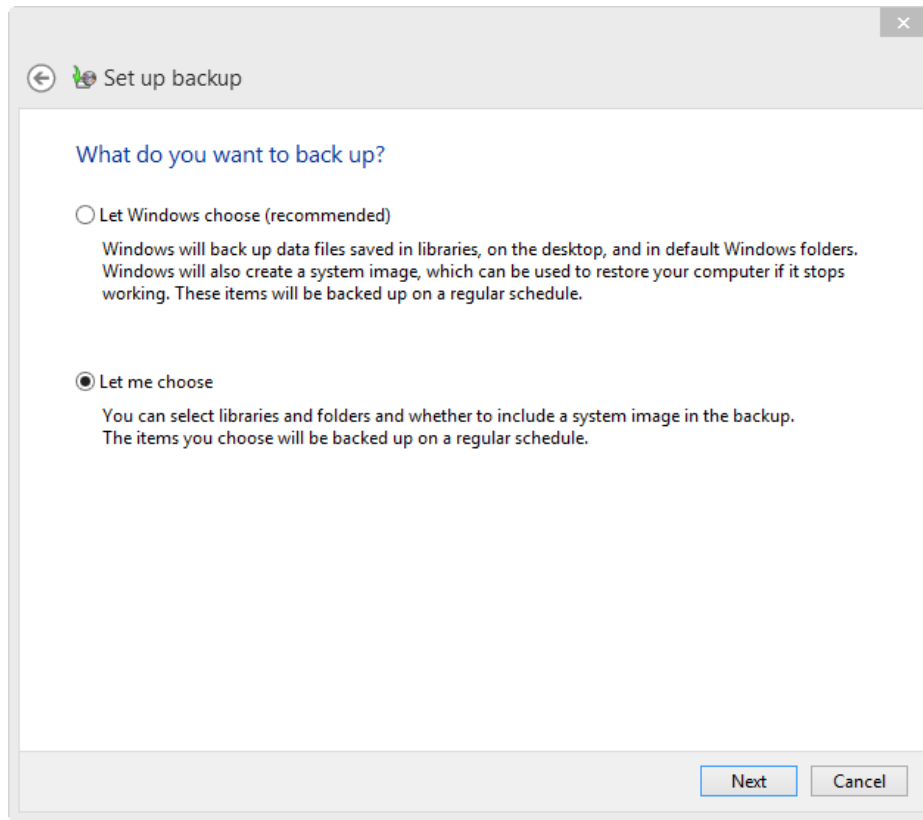 Set up backup
What do you want to back up?
Let Windows choose (recommended)
Windows will back up data files saved in libraries, on the desktop, and in default Windows folders.
Windows will also create a system image, which can be used to restore your computer if it stops
working. These items will be backed up on a regular schedule.
Let me choose
You can select libraries and folders and whether to include a system image in the backup.
The items you choose will be backed up on a regular schedule.
Next
Cancel